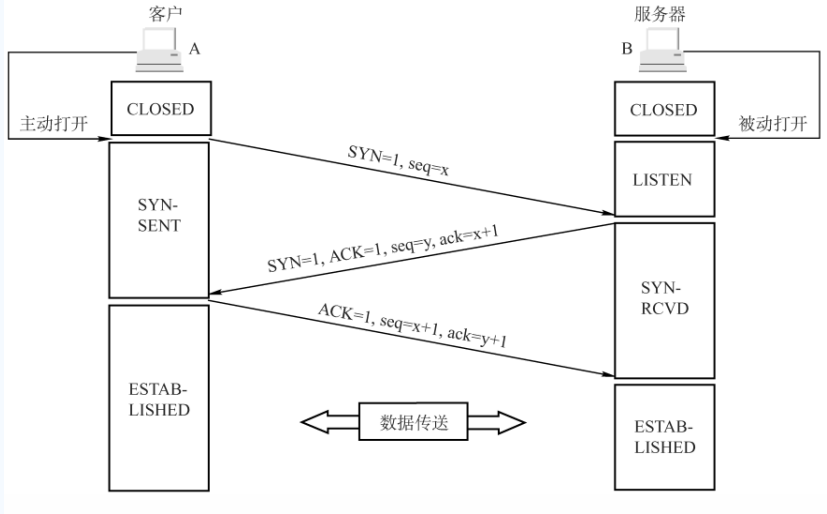 客户
服务器
A
B
CLOSED
CLOSED
主动打开
被动打开
SYN=1, seq=x
LISTEN
SYN-
SENT
SYN=1, ACK=1, seq=y, ack=x+1
SYN-
RCVD
ACK=1, seq=x+1, ack=y+1
ESTAB-
LISHED
数据传送
ESTAB-
LISHED